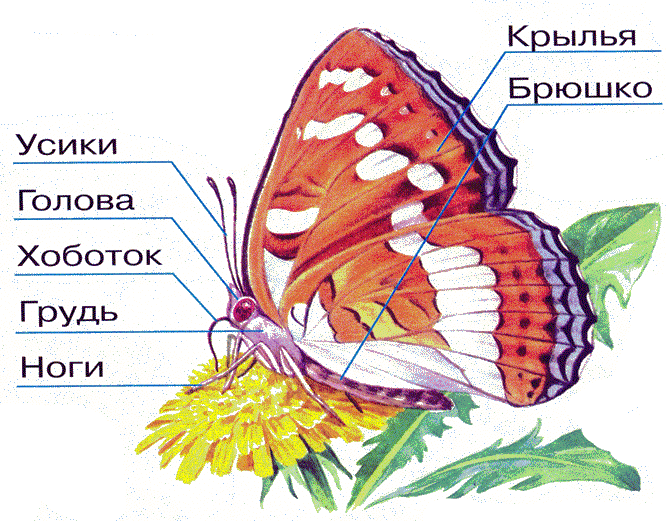 Крылья
Брюшко
Усики
Голова
Хоботок
Грудь
Ноги